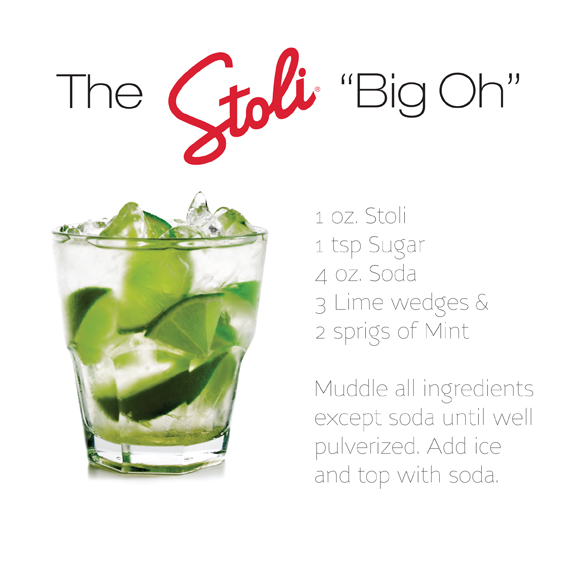 The Stoli® “Big Oh”
1 oz. Stoli
1 tsp Sugar
4 oz. Soda
3 Lime wedges &
2 sprigs of Mint
Muddle all ingredients
except soda until well
pulverized. Add ice
and top with soda.